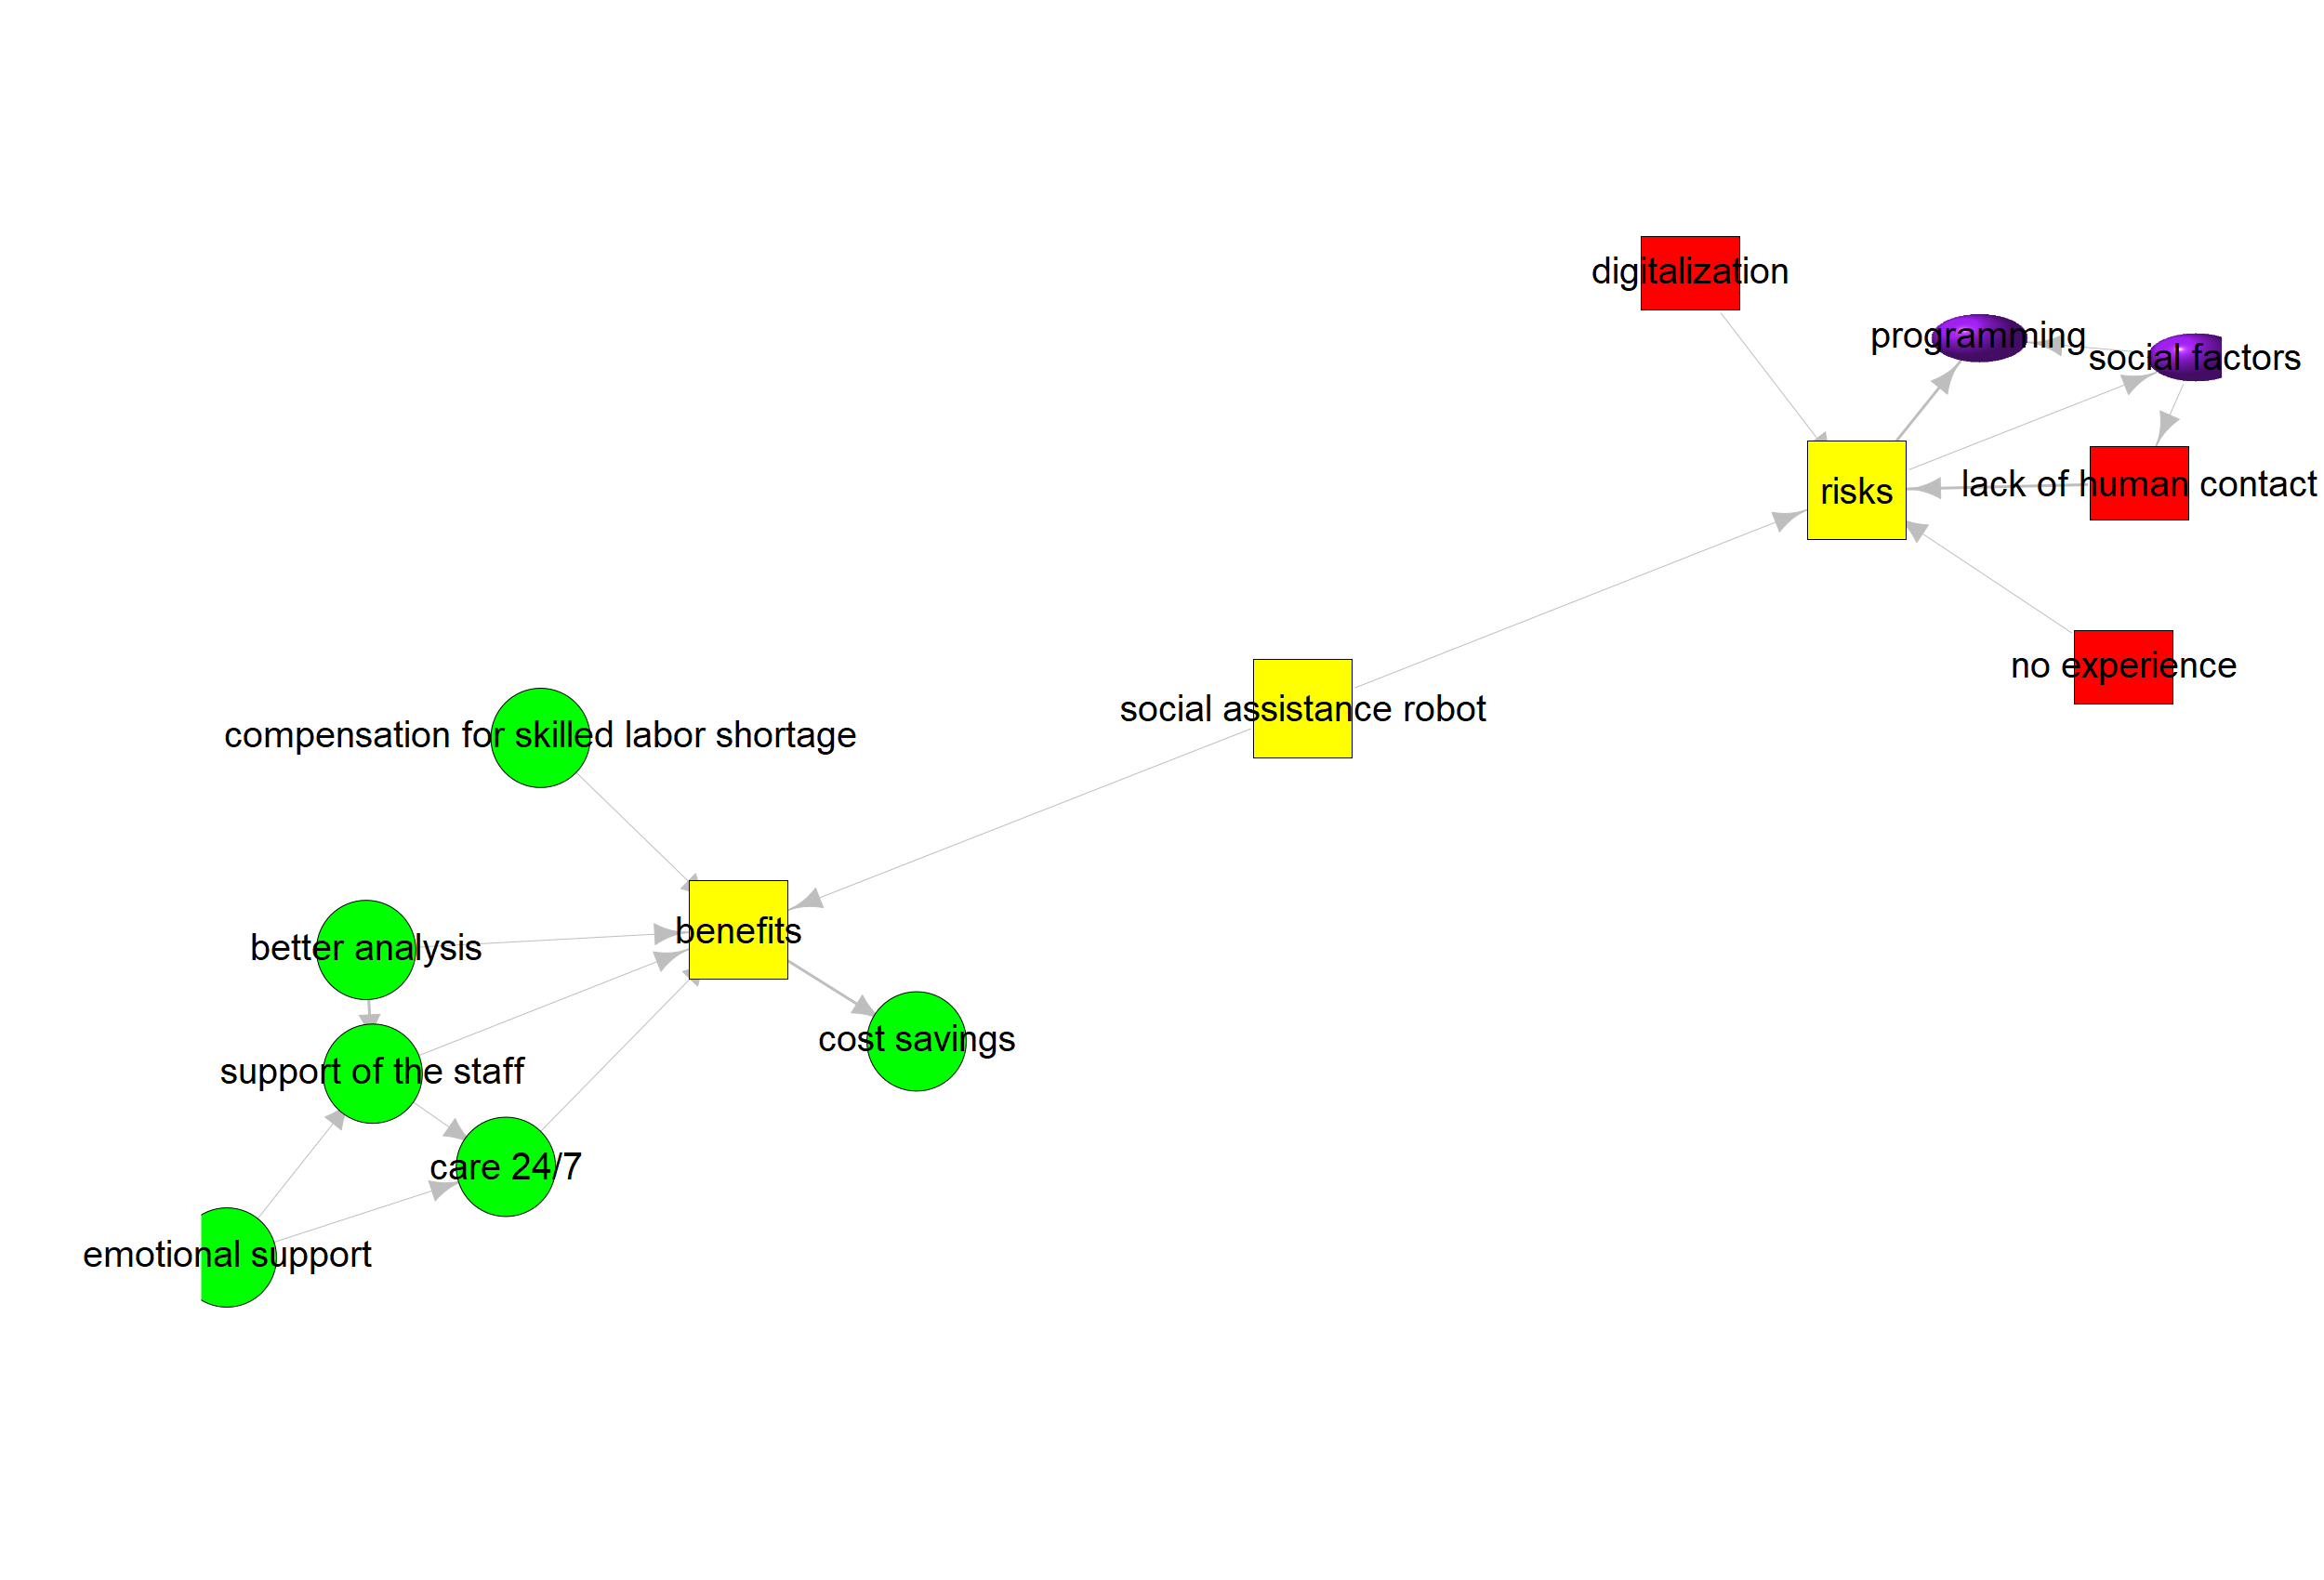 digitalization
programming
social factors
risks
lack of human contact
no experience
social assistance robot
compensation for skilled labor shortage
benefits
better analysis
cost savings
support of the staff
care 24/7
emotional support